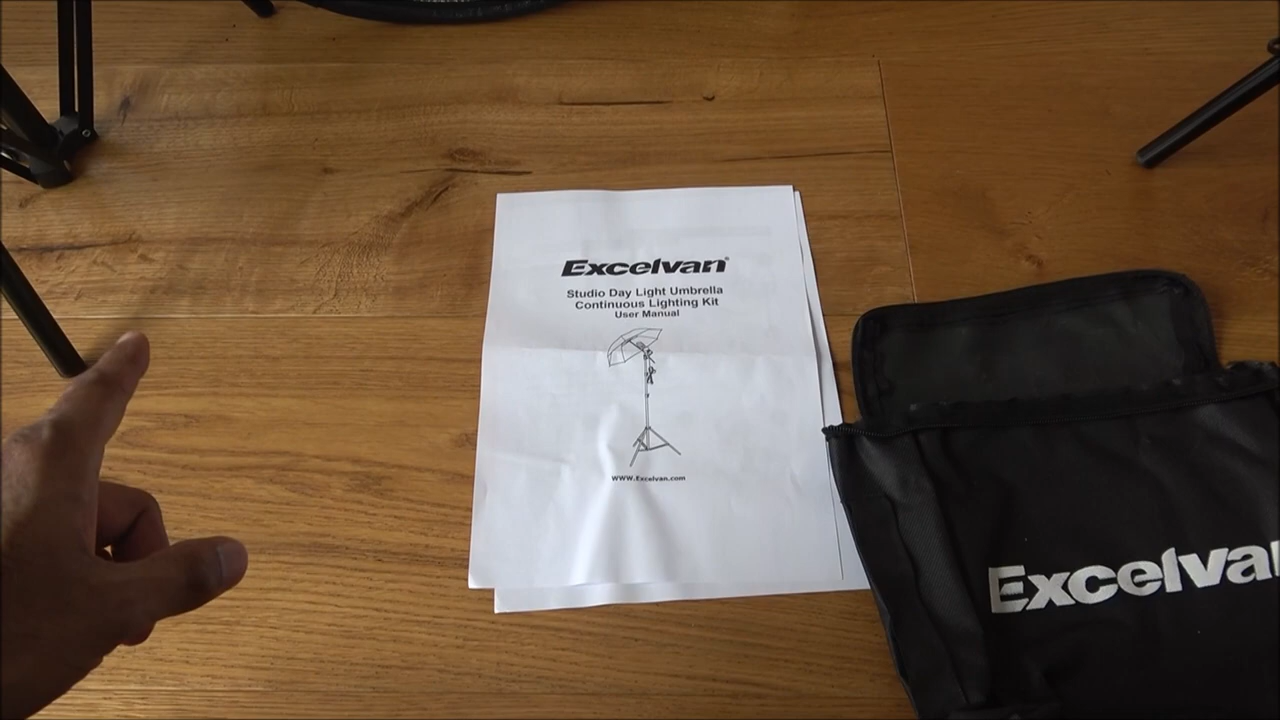 Excelvan®
Studio Day Light Umbrella
Continuous Lighting Kit
User Manual
WWW.Excelvan.com
Excelvan